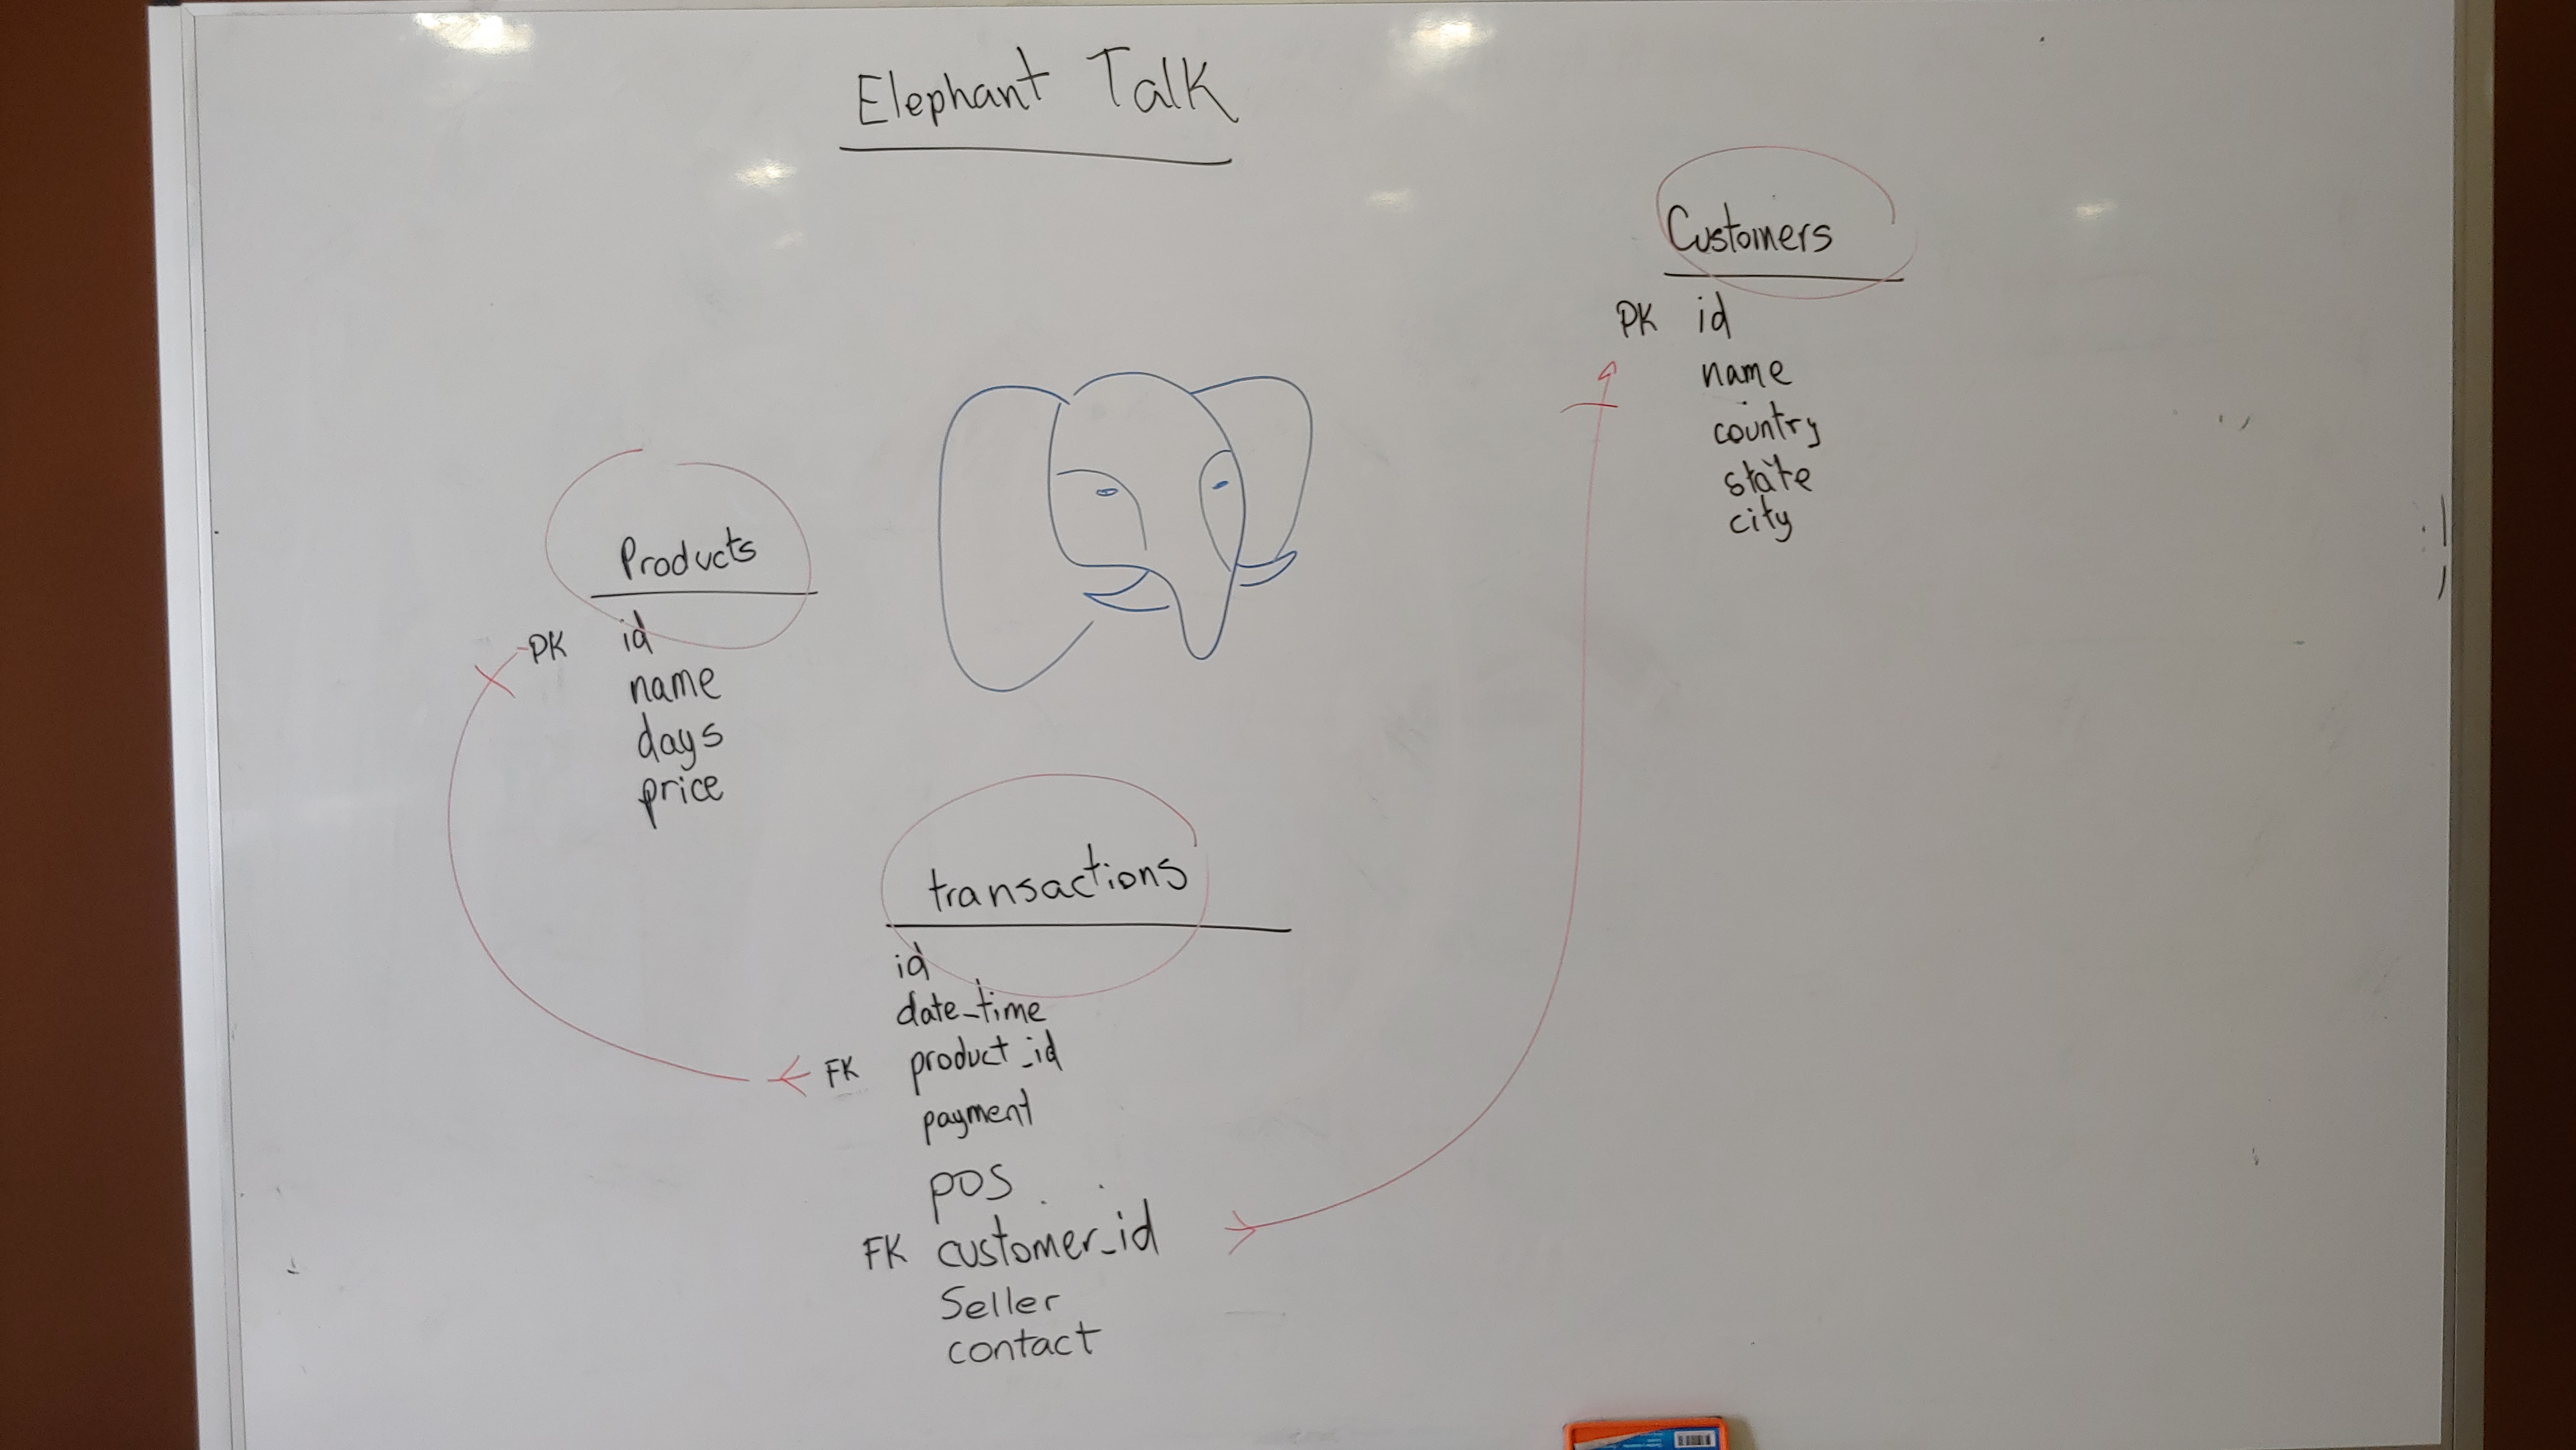 Elephant Talk
Customers
PK id
name
country
state
city
Products
PK id
name
days
price
transactions
id
date_time
FK product_id
payment
pos
FK customer_id
Seller
contact